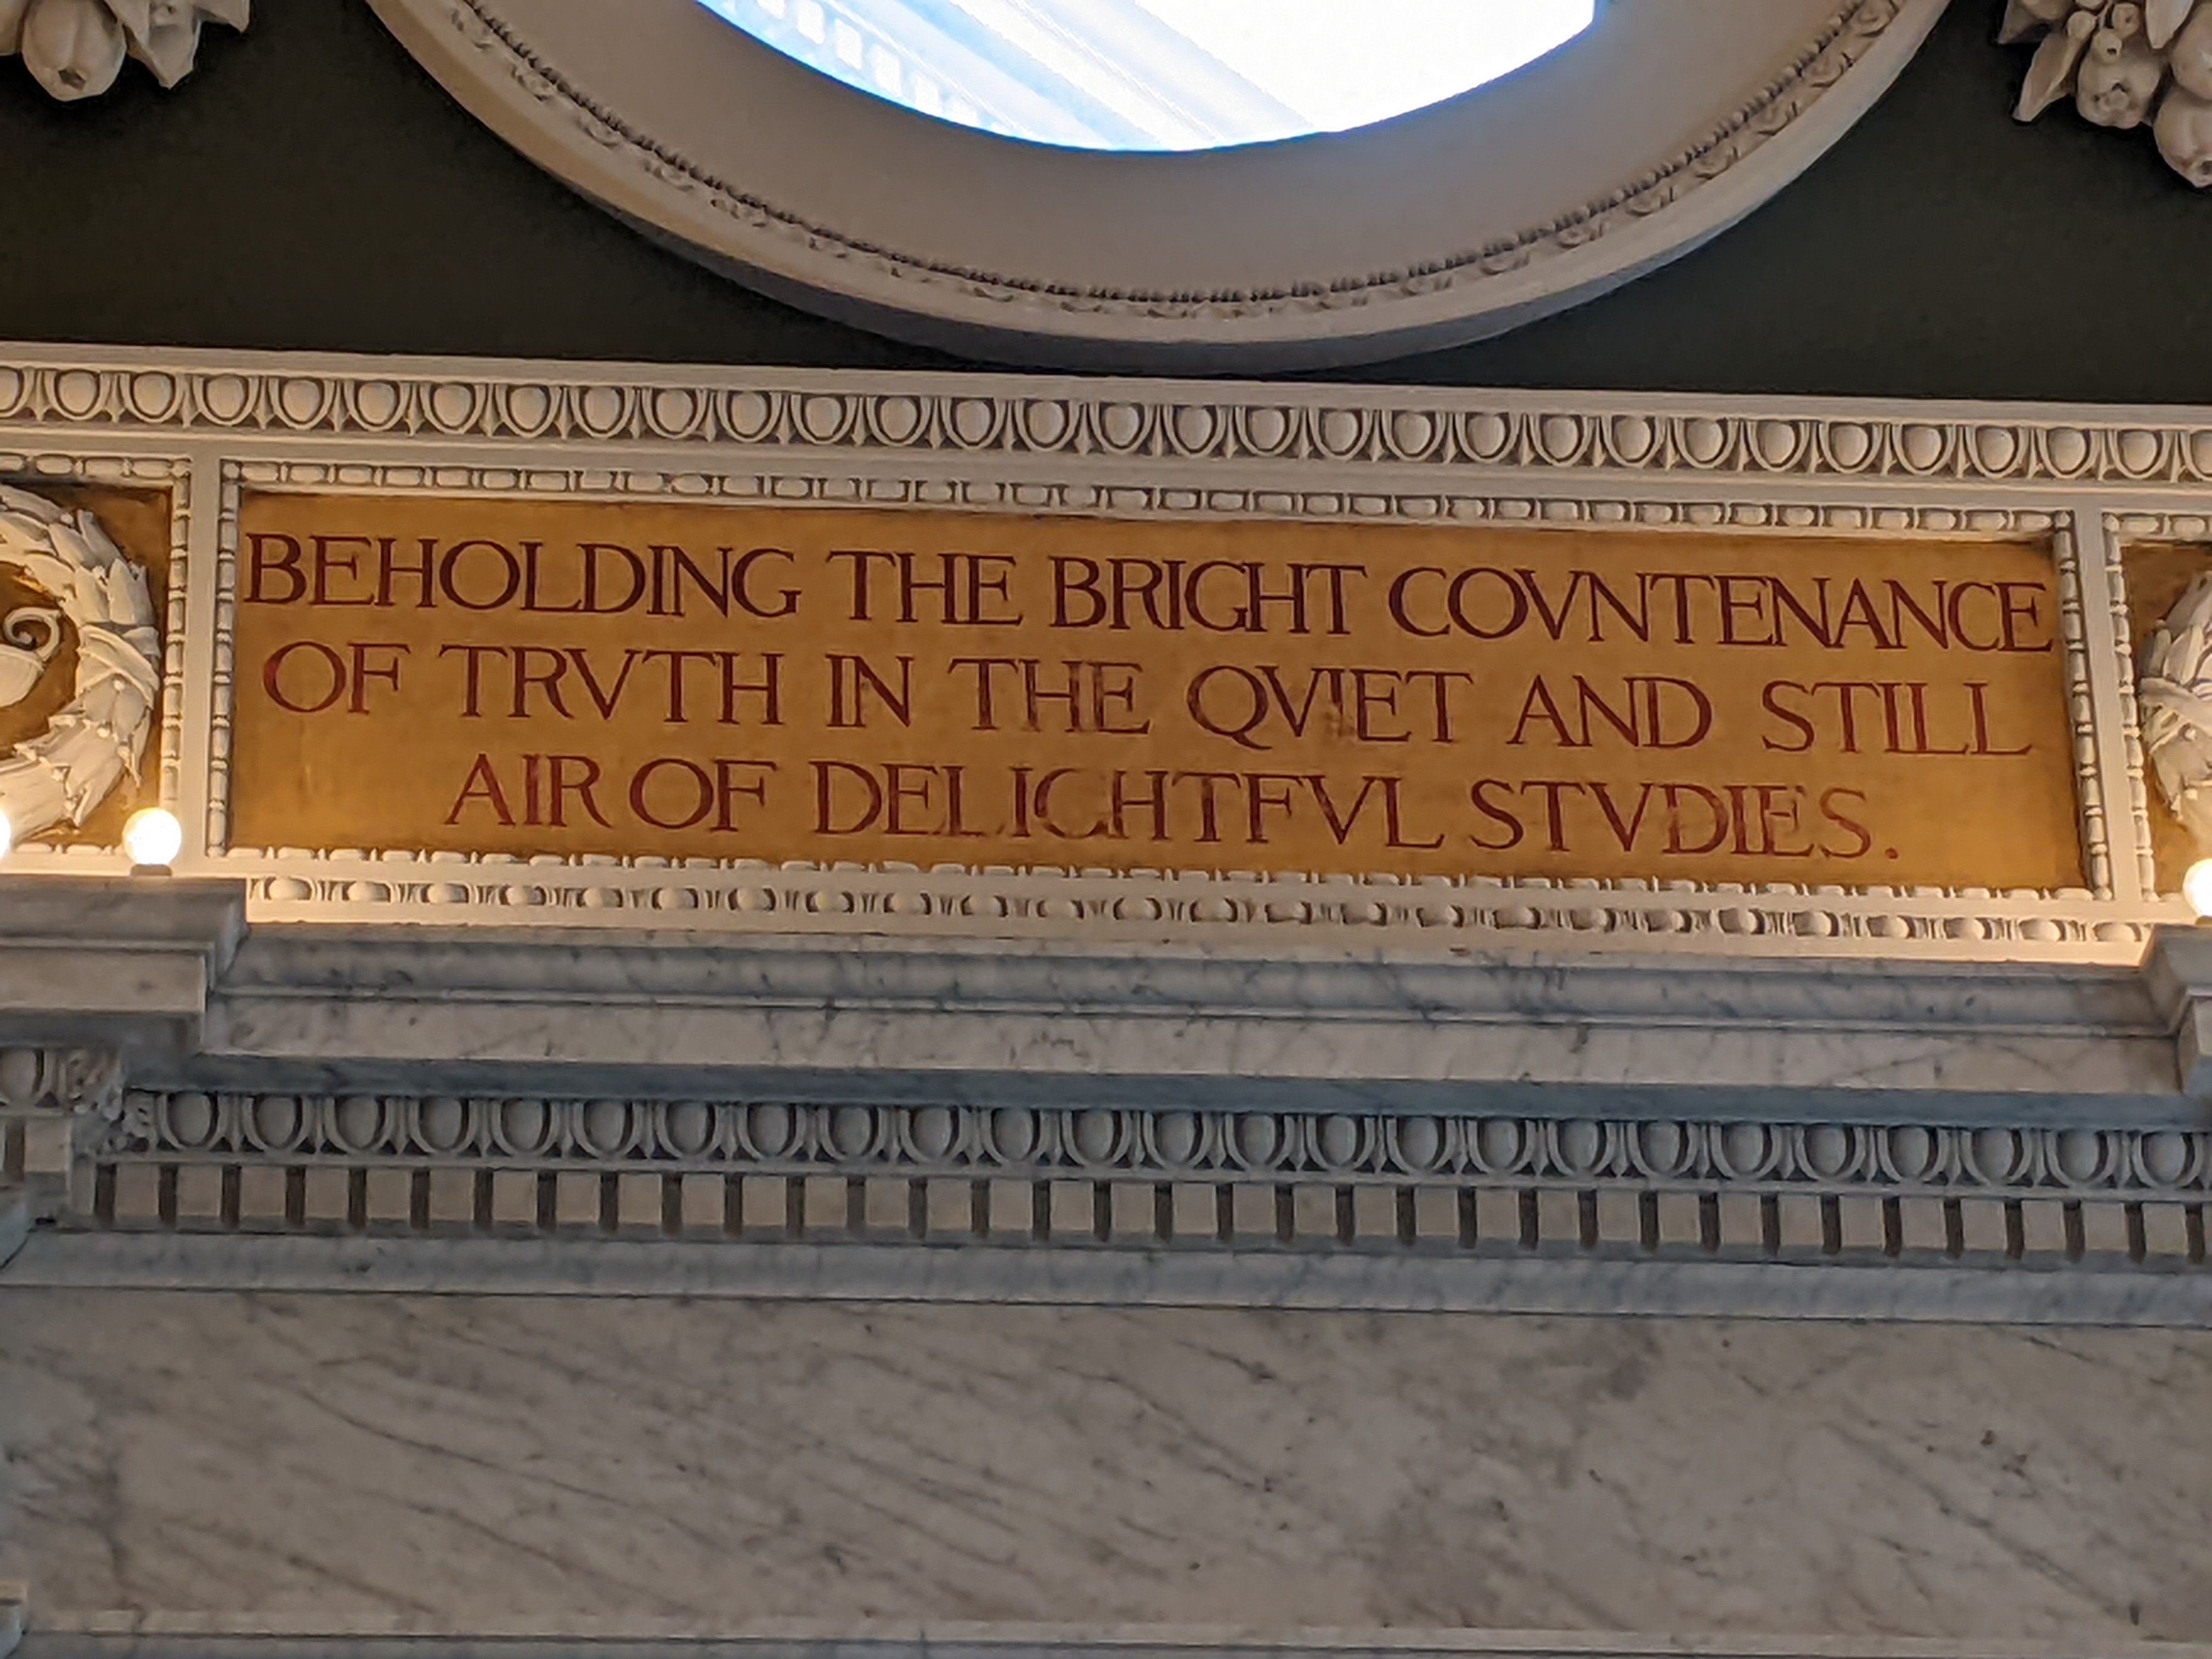 BEHOLDING THE BRIGHT COVNTENANCE
OF TRVTH IN THE QVIET AND STILL
AIR OF DELIGHTFVL STVDIES.